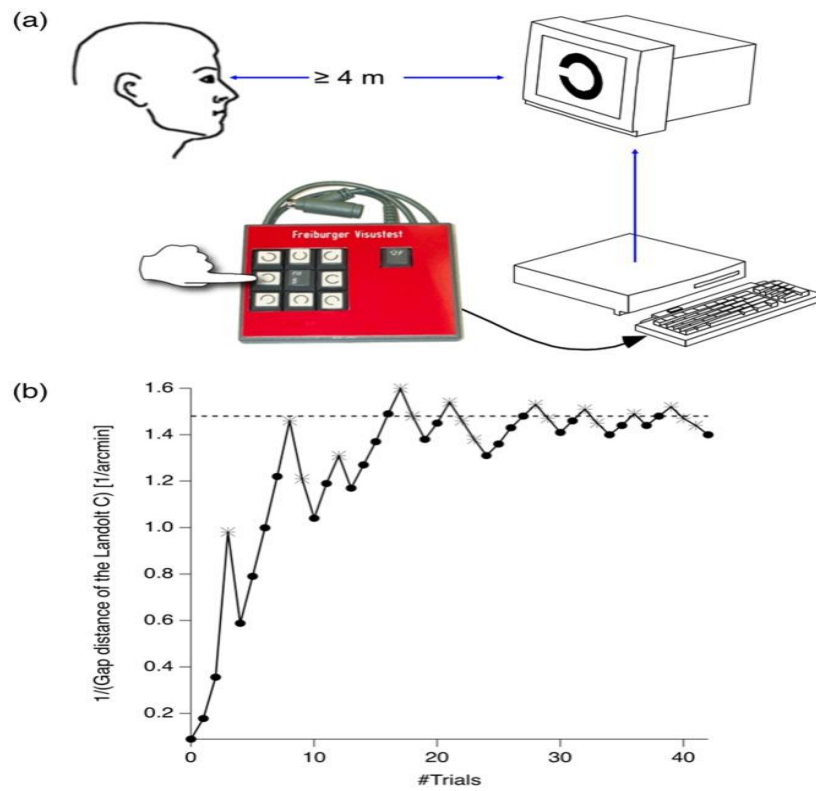 (a)
≥ 4 m
Freiburger Visustest
(b)
1/(Gap distance of the Landolt C) [1/arcmin]
1.6
1.4
1.2
1.0
0.8
0.6
0.4
0.2
0
10
20
30
40
#Trials